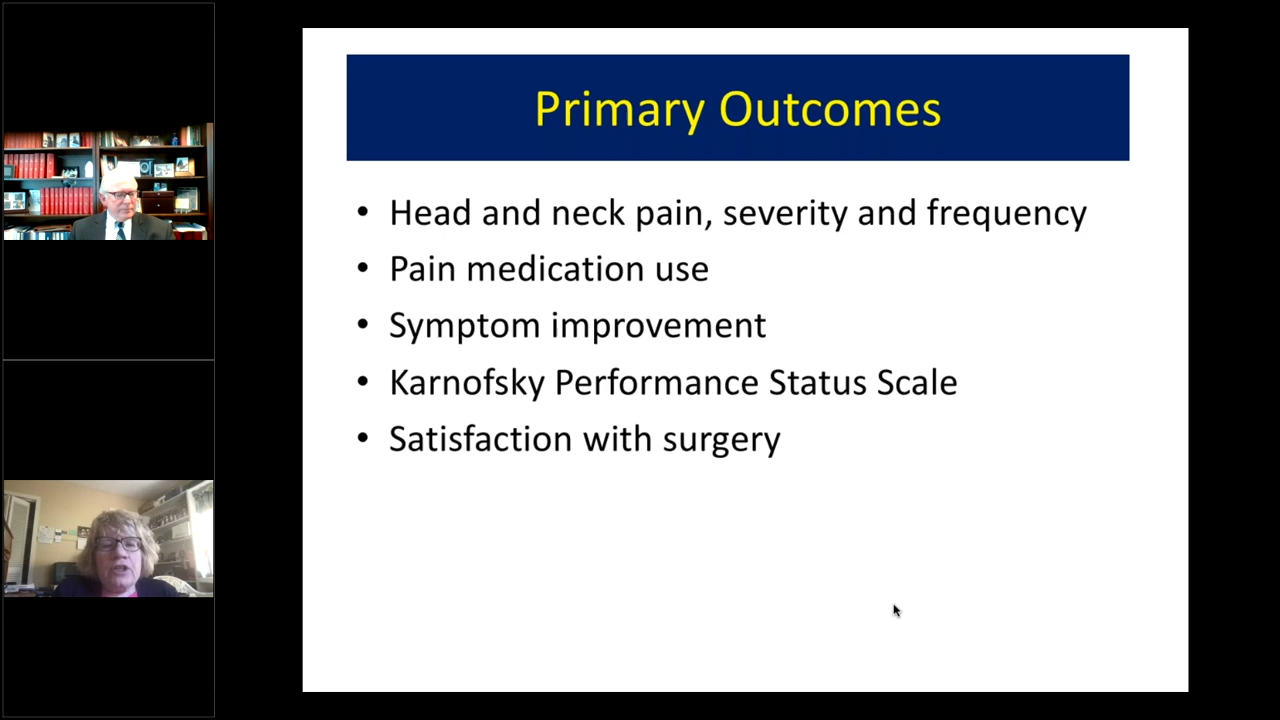 Primary Outcomes
• Head and neck pain, severity and frequency
• Pain medication use
• Symptom improvement
• Karnofsky Performance Status Scale
• Satisfaction with surgery